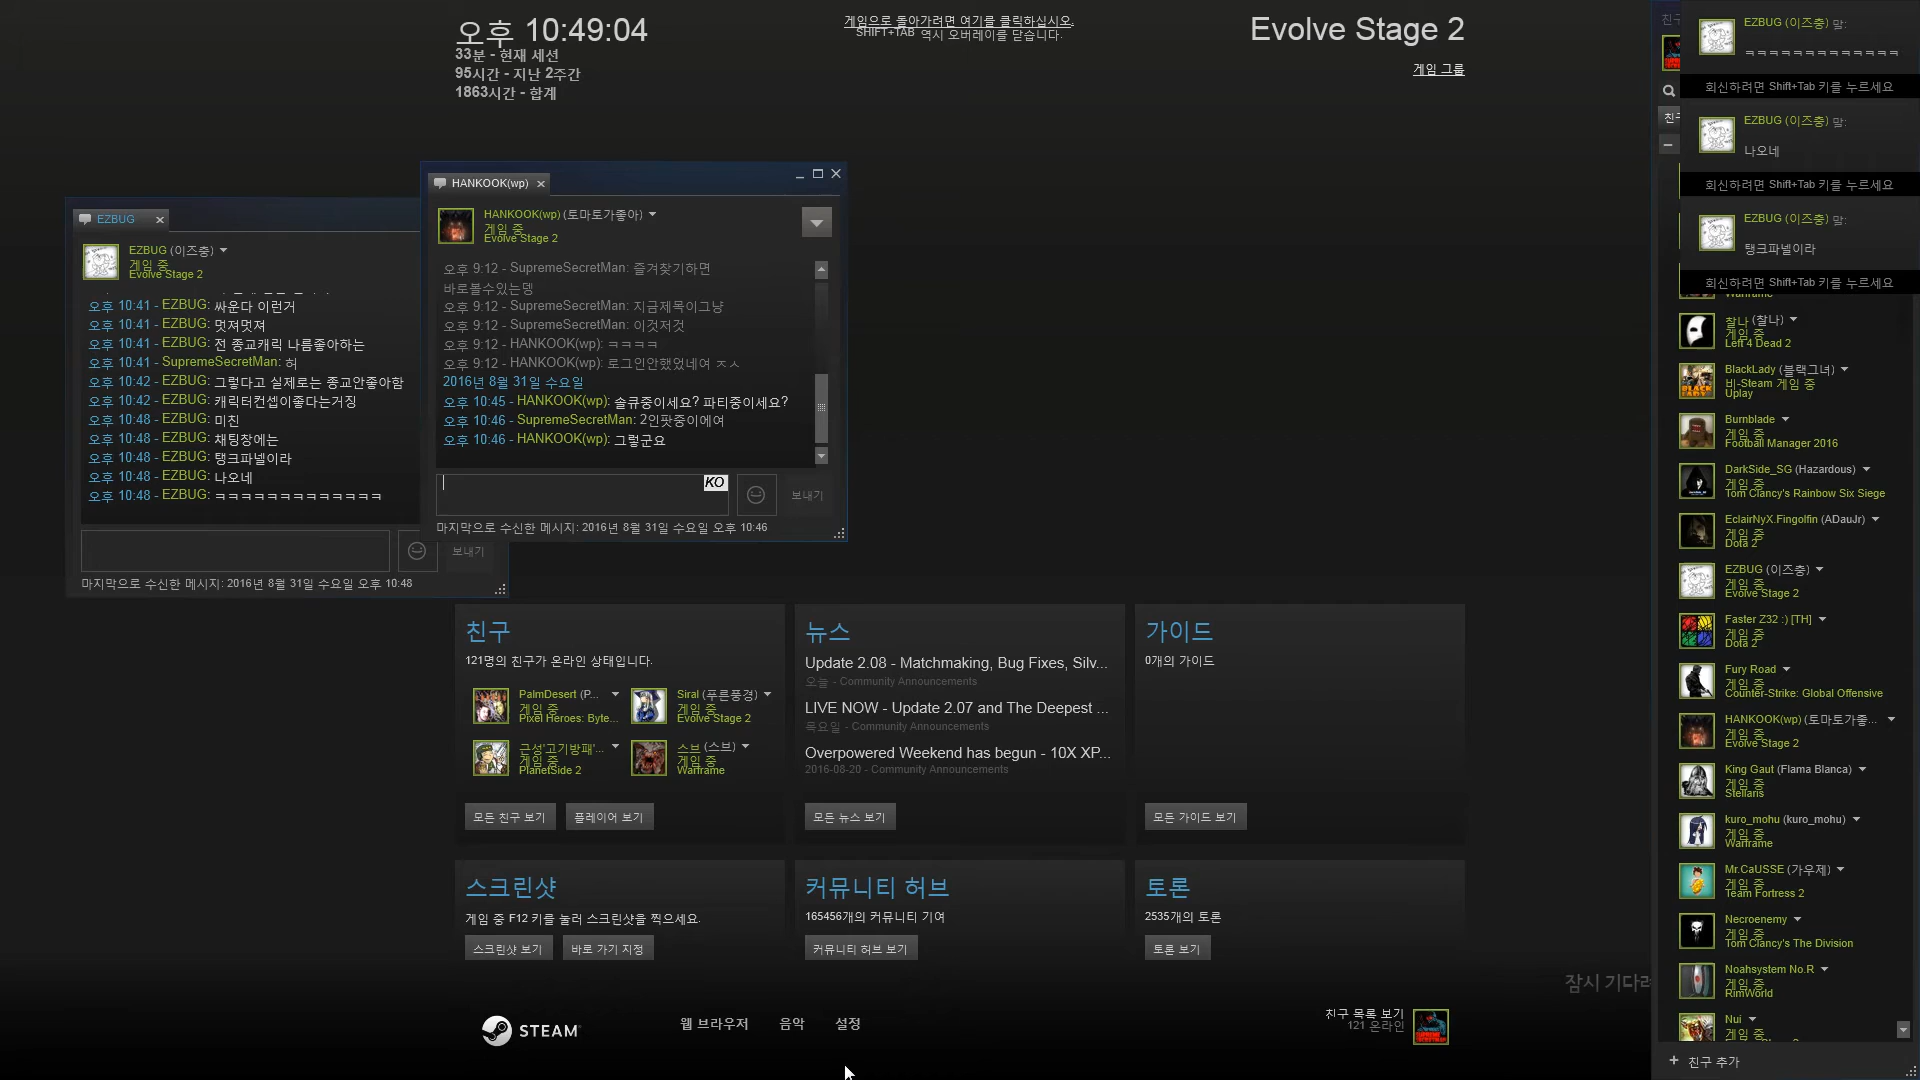 오후 10:49:04
33분 - 현재 세션
95시간 - 지난 2주간
1863시간 - 합계
게임으로 돌아가려면 여기를 클릭하십시오.
SHIFT+TAB 역시 오버레이를 닫습니다.
Evolve Stage 2
게임 그룹
EZBUG
EZBUG (이즈충)
게임 중
Evolve Stage 2
오후 10:41 - EZBUG: 싸운다 이런거
오후 10:41 - EZBUG: 멋져멋져
오후 10:41 - EZBUG: 전 종교캐릭 나름좋아하는
오후 10:41 - SupremeSecretMan: 허
오후 10:42 - EZBUG: 그렇다고 실제로는 종교안좋아함
오후 10:42 - EZBUG: 캐릭터컨셉이좋다는거징
오후 10:48 - EZBUG: 미친
오후 10:48 - EZBUG: 채팅창에는
오후 10:48 - EZBUG: 탱크파넬이라
오후 10:48 - EZBUG: 나오네
오후 10:48 - EZBUG: ㅋㅋㅋㅋㅋㅋㅋㅋㅋㅋㅋㅋㅋ
보내기
마지막으로 수신한 메시지: 2016년 8월 31일 수요일 오후 10:48
HANKOOK(wp)
HANKOOK(wp) (토마토가좋아)
게임 중
Evolve Stage 2
오후 9:12 - SupremeSecretMan: 즐겨찾기하면
바로볼수있는뎅
오후 9:12 - SupremeSecretMan: 지금제목이그냥
오후 9:12 - SupremeSecretMan: 이것저것
오후 9:12 - HANKOOK(wp): ㅋㅋㅋㅋ
오후 9:12 - HANKOOK(wp): 로그인안했었네여 ㅈㅅ
2016년 8월 31일 수요일
오후 10:45 - HANKOOK(wp): 솔큐중이세요? 파티중이세요?
오후 10:46 - SupremeSecretMan: 2인팟중이에여
오후 10:46 - HANKOOK(wp): 그렇군요
KO
보내기
마지막으로 수신한 메시지: 2016년 8월 31일 수요일 오후 10:46
친구
121명의 친구가 온라인 상태입니다.
PalmDesert (P...
게임 중
Pixel Heroes: Byte...
Siral (푸른풍경)
게임 중
Evolve Stage 2
근성'고기방패'...
게임 중
PlanetSide 2
스브 (스브)
게임 중
Warframe
모든 친구 보기
플레이어 보기
뉴스
Update 2.08 - Matchmaking, Bug Fixes, Silv...
오늘 - Community Announcements
LIVE NOW - Update 2.07 and The Deepest ...
목요일 - Community Announcements
Overpowered Weekend has begun - 10X XP...
2016-08-20 - Community Announcements
모든 뉴스 보기
가이드
0개의 가이드
모든 가이드 보기
스크린샷
게임 중 F12 키를 눌러 스크린샷을 찍으세요.
스크린샷 보기
바로 가기 지정
커뮤니티 허브
165456개의 커뮤니티 기여
커뮤니티 허브 보기
토론
2535개의 토론
토론 보기
잠시 기다려
STEAM
웹 브라우저
음악
설정
친구 목록 보기
121 온라인
EZBUG (이즈충) 말:
ㅋㅋㅋㅋㅋㅋㅋㅋㅋㅋㅋㅋㅋ
회신하려면 Shift+Tab 키를 누르세요
EZBUG (이즈충) 말:
나오네
회신하려면 Shift+Tab 키를 누르세요
EZBUG (이즈충) 말:
탱크파넬이라
회신하려면 Shift+Tab 키를 누르세요
Warframe
찰나 (찰나)
게임 중
Left 4 Dead 2
BlackLady (블랙그녀)
비-Steam 게임 중
Uplay
Burnblade
게임 중
Football Manager 2016
DarkSide_SG (Hazardous)
게임 중
Tom Clancy's Rainbow Six Siege
EclairNyX.Fingolfin (ADauJr)
게임 중
Dota 2
EZBUG (이즈충)
게임 중
Evolve Stage 2
Faster Z32 :) [TH]
게임 중
Dota 2
Fury Road
게임 중
Counter-Strike: Global Offensive
HANKOOK(wp) (토마토가좋...
게임 중
Evolve Stage 2
King Gaut (Flama Blanca)
게임 중
Stellaris
kuro_mohu (kuro_mohu)
게임 중
Warframe
Mr.CaUSSE (가우제)
게임 중
Team Fortress 2
Necroenemy
게임 중
Tom Clancy's The Division
Noahsystem No.R
게임 중
RimWorld
Nui
게임 중
친구 추가